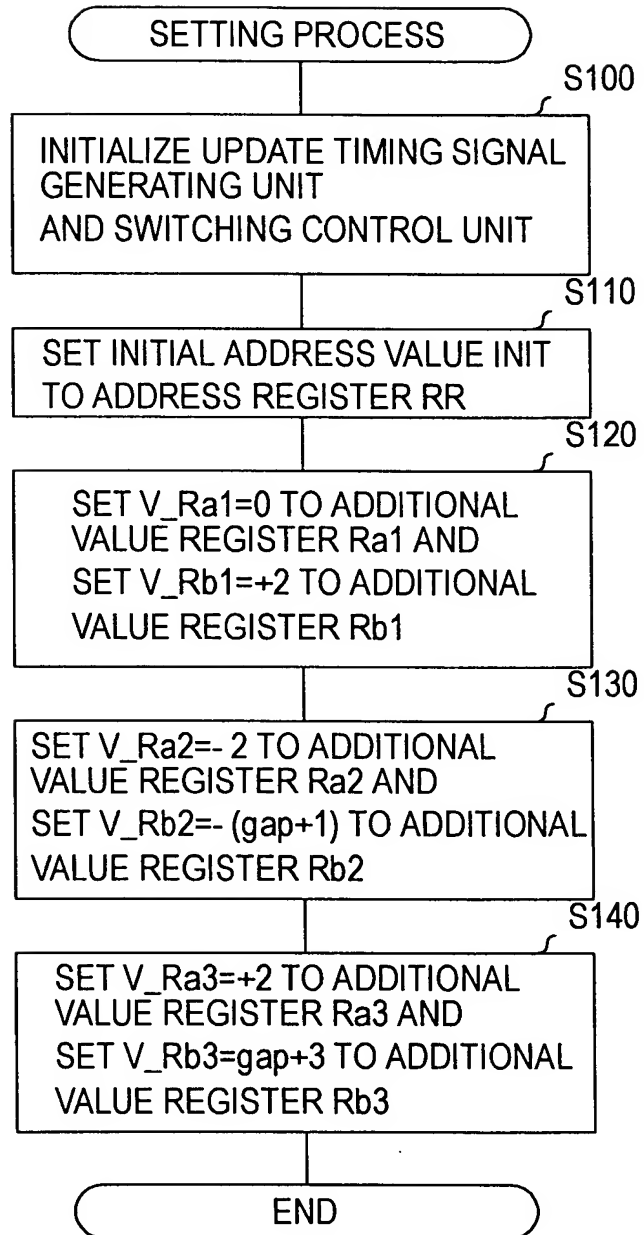 SETTING PROCESS
S100
INITIALIZE UPDATE TIMING SIGNAL
GENERATING UNIT
AND SWITCHING CONTROL UNIT
S110
SET INITIAL ADDRESS VALUE INIT
TO ADDRESS REGISTER RR
S120
SET V_Ra1=0 TO ADDITIONAL
VALUE REGISTER Ra1 AND
SET V_Rb1=+2 TO ADDITIONAL
VALUE REGISTER Rb1
S130
SET V_Ra2=- 2 TO ADDITIONAL
VALUE REGISTER Ra2 AND
SET V_Rb2=- (gap+1) TO ADDITIONAL
VALUE REGISTER Rb2
S140
SET V_Ra3=+2 TO ADDITIONAL
VALUE REGISTER Ra3 AND
SET V_Rb3=gap+3 TO ADDITIONAL
VALUE REGISTER Rb3
END